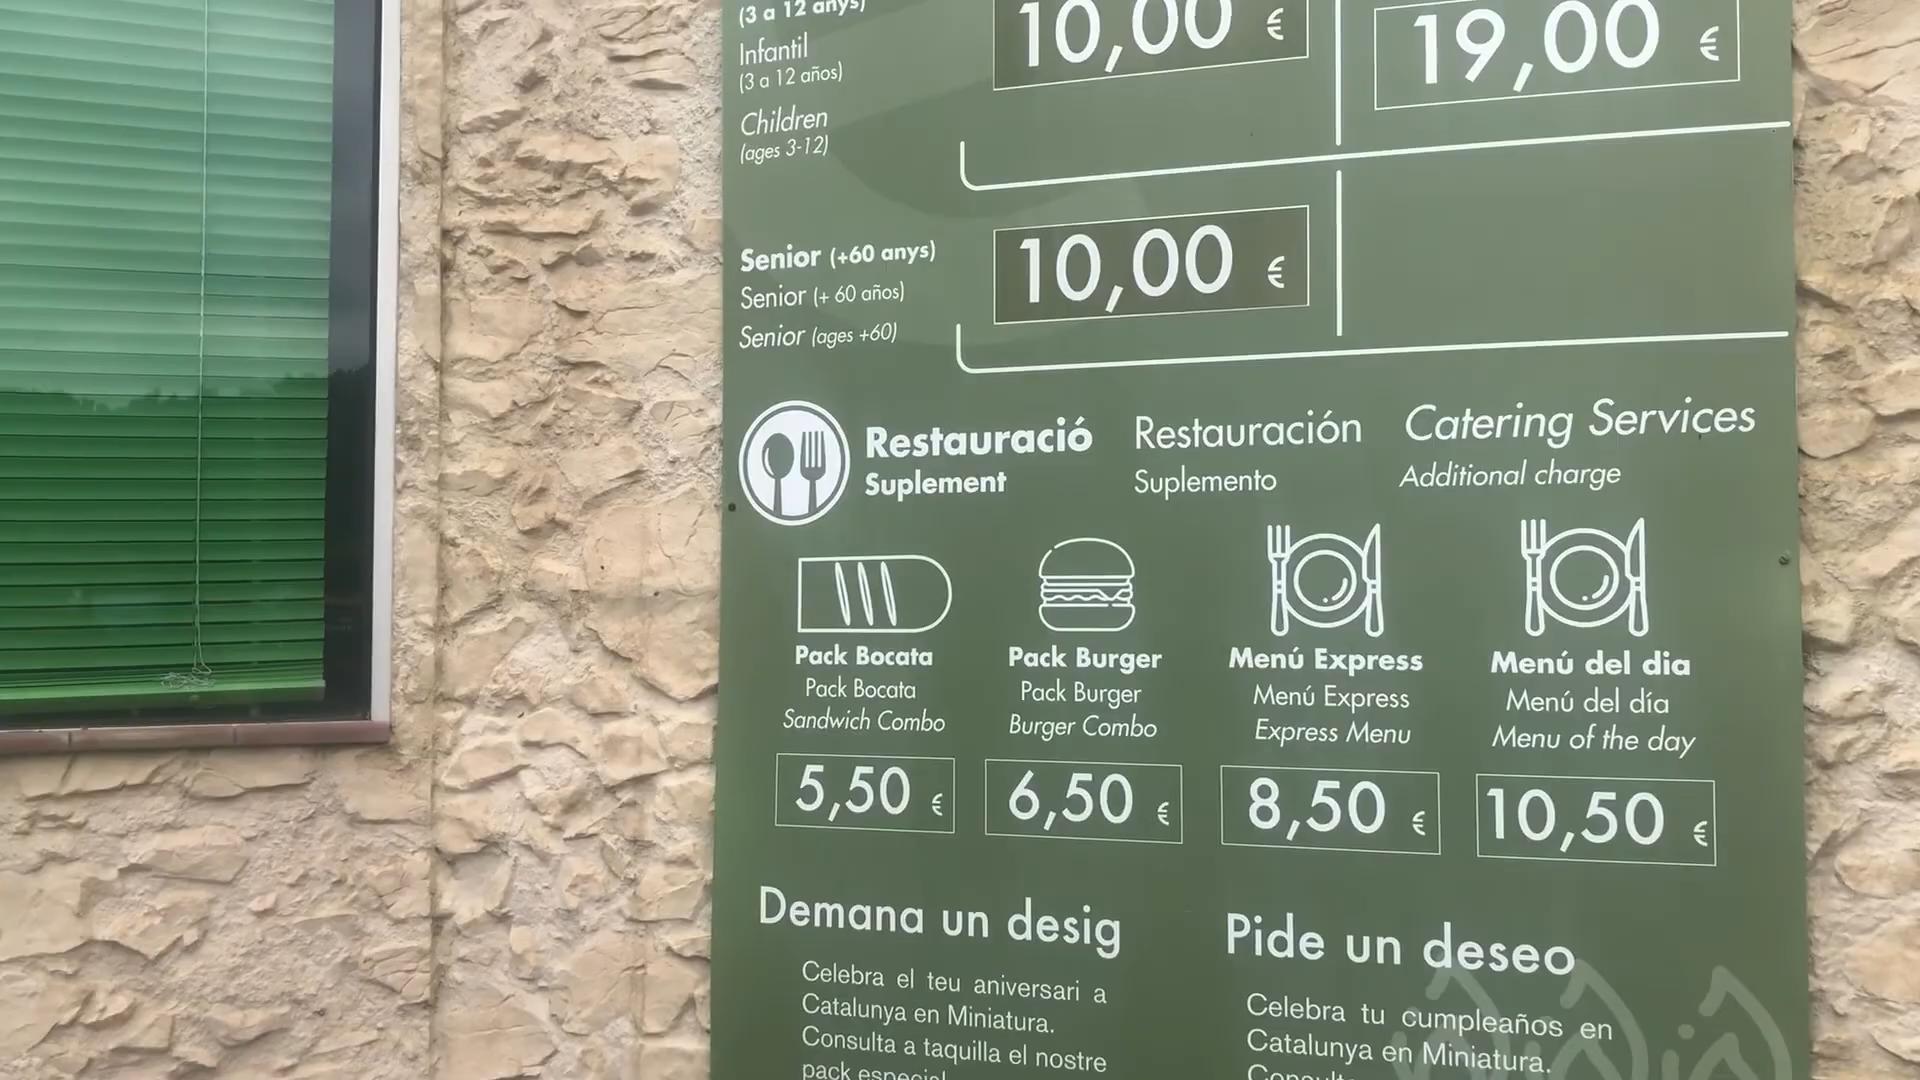 (3 a 12 anys)
Infantil
(3 a 12 años)
Children
(ages 3-12)
10,00 €
19,00 €
Senior (+60 anys)
Senior (+ 60 años)
Senior (ages +60)
10,00 €
Restauració
Suplement
Restauración
Suplemento
Catering Services
Additional charge
Pack Bocata
Pack Bocata
Sandwich Combo
5,50 €
Pack Burger
Pack Burger
Burger Combo
6,50 €
Menú Express
Menú Express
Express Menu
8,50 €
Menú del dia
Menú del día
Menu of the day
10,50 €
Demana un desig
Celebra el teu aniversari a
Catalunya en Miniatura.
Consulta a taquilla el nostre
pack especial
Pide un deseo
Celebra tu cumpleaños en
Catalunya en Miniatura.